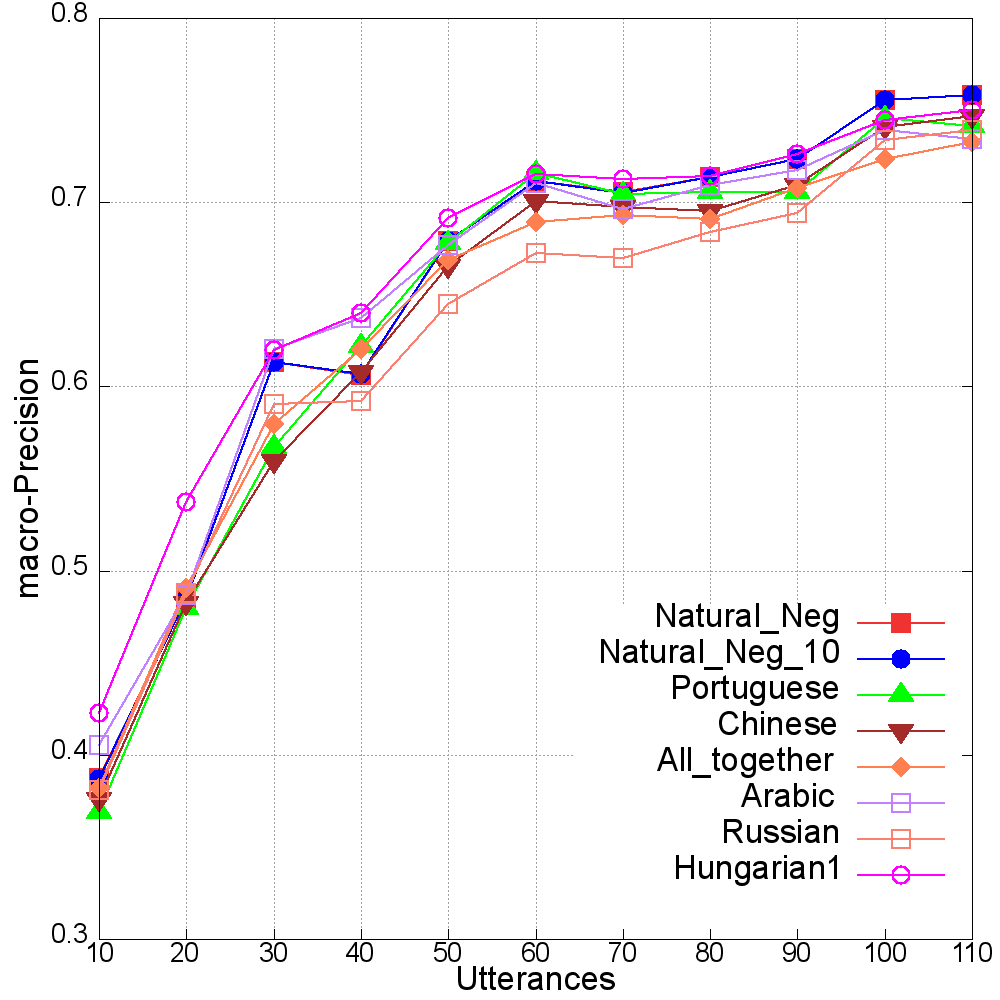 0.8
0.7
0.6
0.5
0.4
0.3
macro-Precision
Natural_Neg
Natural_Neg_10
Portuguese
Chinese
All_together
Arabic
Russian
Hungarian1
10 20 30 40 50 60 70 80 90 100 110
Utterances